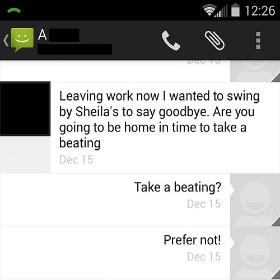 12:26
A
Dec 15
Leaving work now I wanted to swing
by Sheila's to say goodbye. Are you
going to be home in time to take a
beating
Dec 15
Take a beating?
Dec 15
Prefer not!
Dec 15